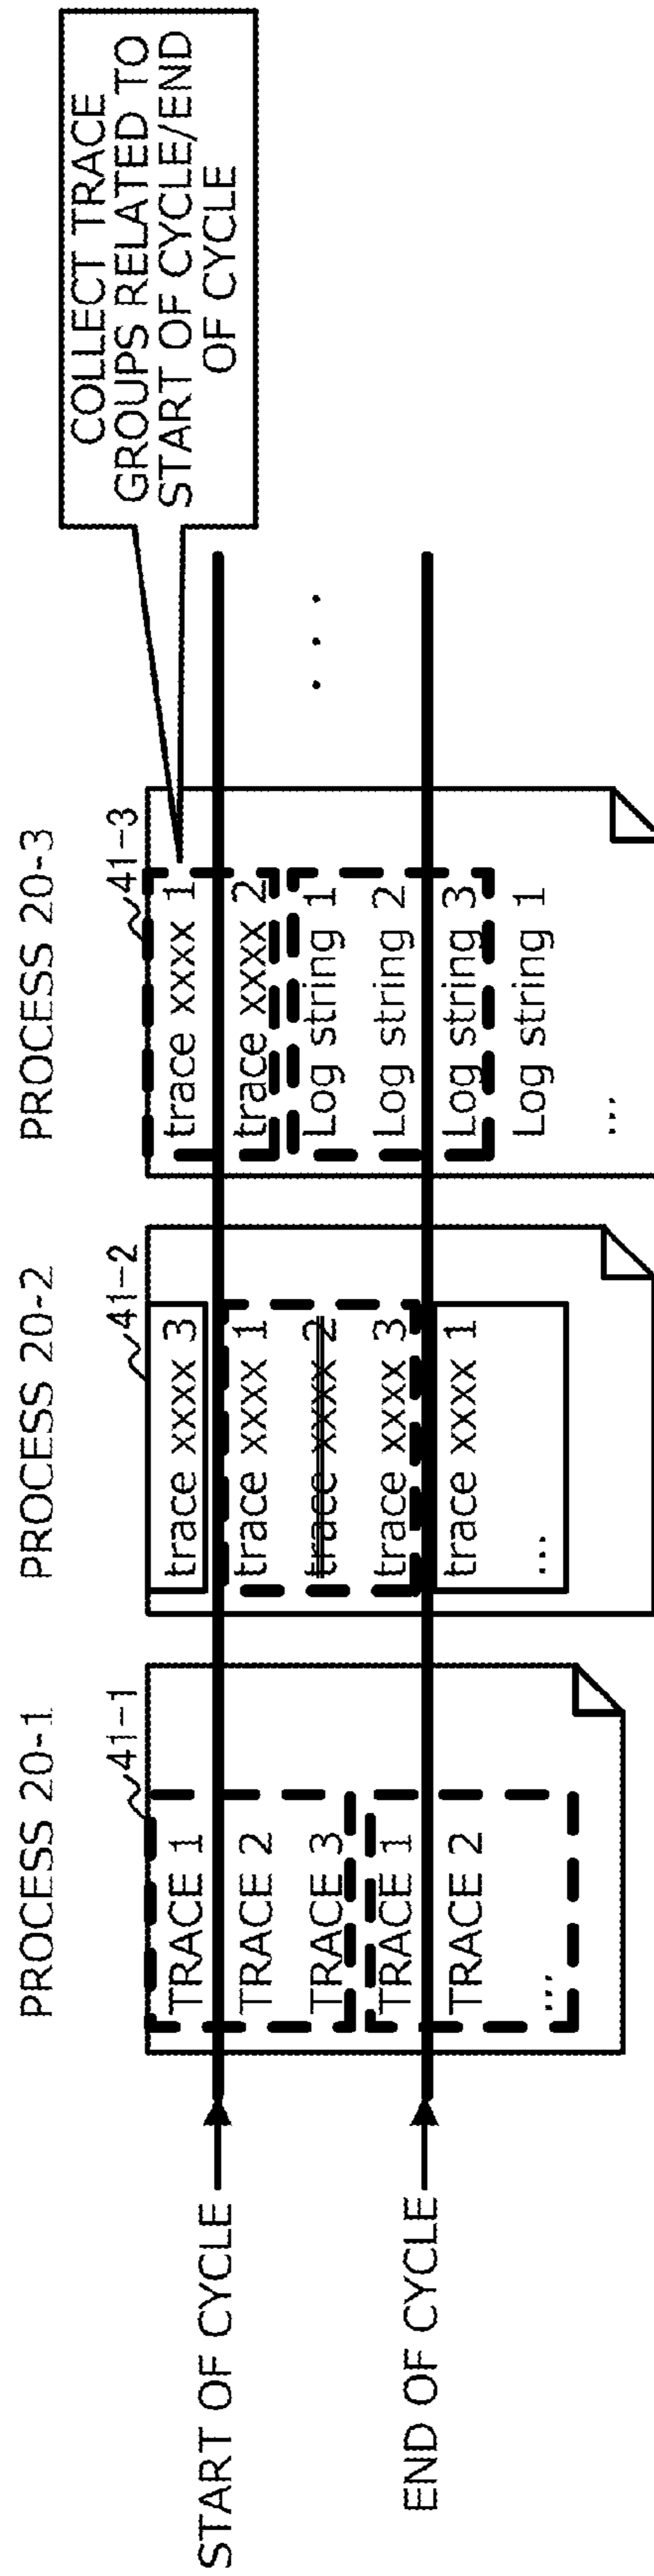 PROCESS 20-1
PROCESS 20-2
PROCESS 20-3
41-1
41-2
41-3
COLLECT TRACE
GROUPS RELATED TO
START OF CYCLE/END
OF CYCLE
START OF CYCLE
END OF CYCLE
TRACE 1
TRACE 2
TRACE 3
TRACE 1
TRACE 2
...
trace xxxx 3
trace xxxx 1
trace xxxx 2
trace xxxx 3
trace xxxx 1
...
trace xxxx 1
trace xxxx 2
Log string 1
Log string 2
Log string 3
Log string 1
...
. . .